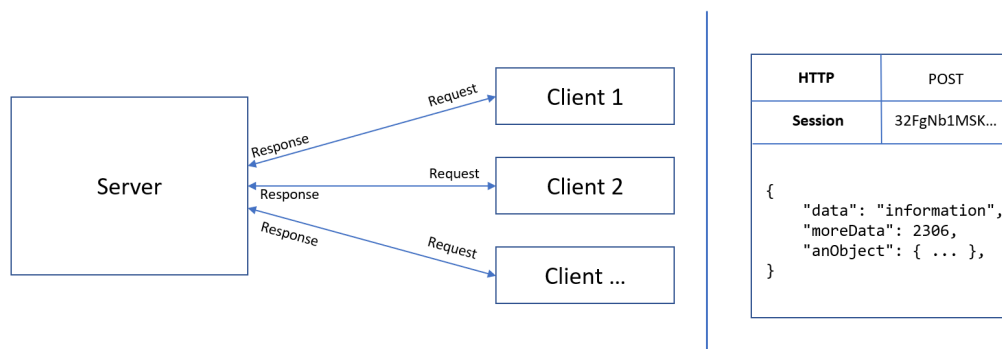 Server
Request
Response
Client 1
Request
Response
Client 2
Response
Request
Client ...
HTTP POST
Session 32FgNb1MSK...
{
"data": "information",
"moreData": 2306,
"anObject": { ... },
}